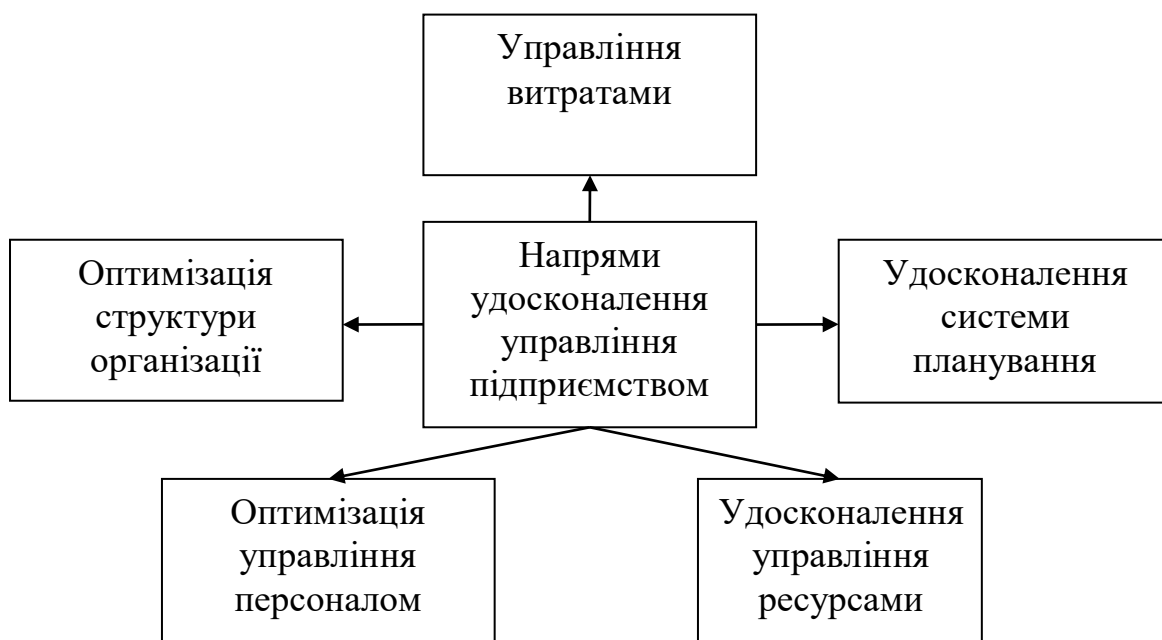 Управління
витратами
Оптимізація
структури
організації
Напрями
удосконалення
управління
підприємством
Удосконалення
системи
планування
Оптимізація
управління
персоналом
Удосконалення
управління
ресурсами